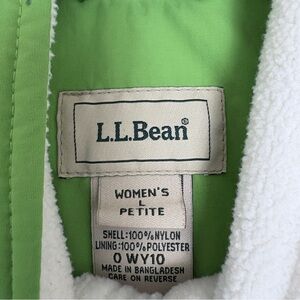 L.L.Bean®
WOMEN'S
L
PETITE
SHELL:100%NYLON
LINING:100%POLYESTER
0 WY10
MADE IN BANGLADESH
CARE ON REVERSE